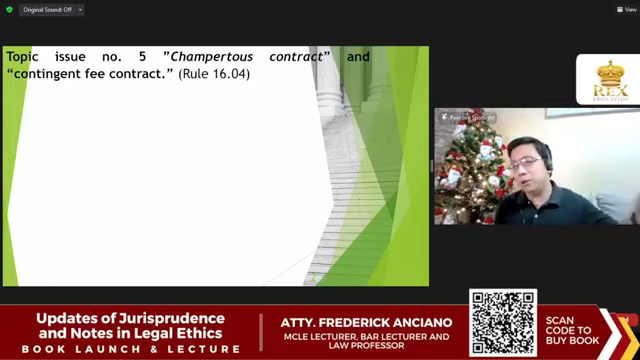 Original Sound: Off
View
Topic issue no. 5 "Champertous contract" and
"contingent fee contract." (Rule 16.04)
REX
EDUCATION
Remove Spotlight
Updates of Jurisprudence
and Notes in Legal Ethics
BOOK LAUNCH & LECTURE
ATTY. FREDERICK ANCIANO
MCLE LECTURER, BAR LECTURER AND
LAW PROFESSOR
SCAN
CODE TO
BUY BOOK